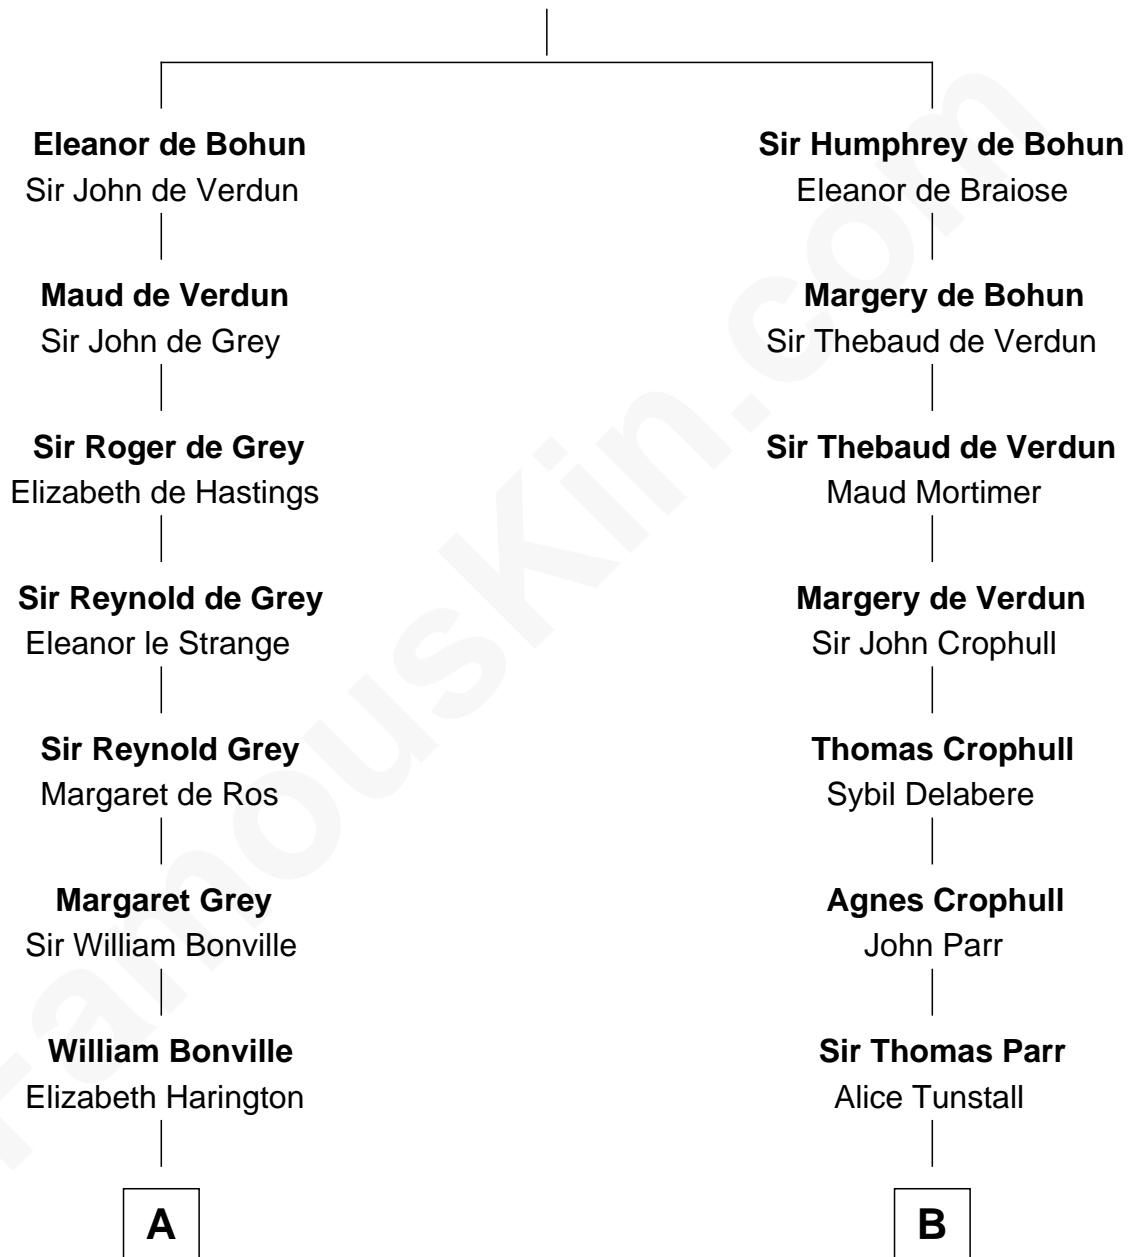 Eleanor de Bohun
Sir John de Verdun
Maud de Verdun
Sir John de Grey
Sir Roger de Grey
Elizabeth de Hastings
Sir Reynold de Grey
Eleanor le Strange
Sir Reynold Grey
Margaret de Ros
Margaret Grey
Sir William Bonville
William Bonville
Elizabeth Harington
A
Sir Humphrey de Bohun
Eleanor de Braiose
Margery de Bohun
Sir Thebaud de Verdun
Sir Thebaud de Verdun
Maud Mortimer
Margery de Verdun
Sir John Crophull
Thomas Crophull
Sybil Delabere
Agnes Crophull
John Parr
Sir Thomas Parr
Alice Tunstall
B
FamousKin.com